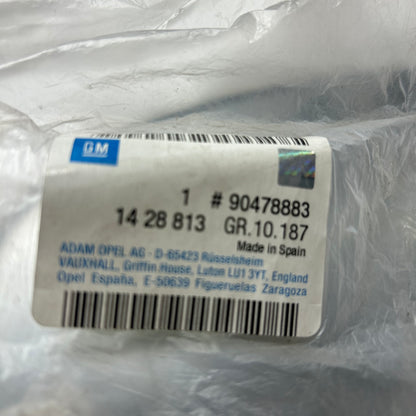 GM
1 # 90478883
14 28 813 GR.10.187
Made in Spain
ADAM OPEL AG - D-65423 Rüsselsheim
VAUXHALL, Griffin House, Luton LU1 3YT, England
Opel España, E-50639 Figueruelas Zaragoza